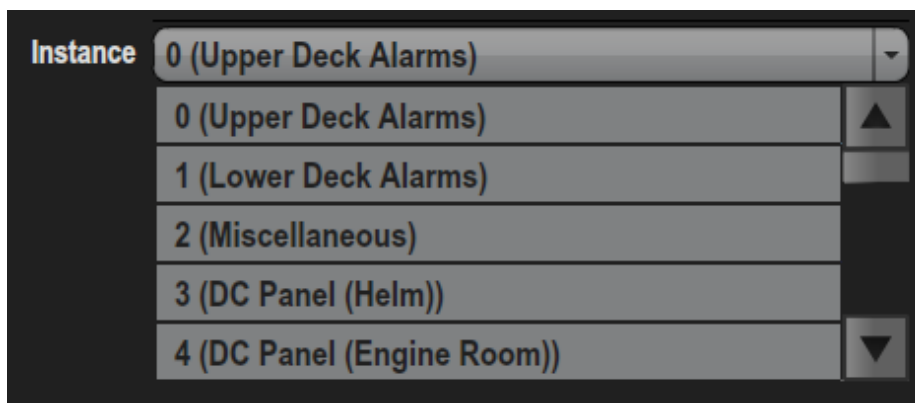 Instance 0 (Upper Deck Alarms)
0 (Upper Deck Alarms)
1 (Lower Deck Alarms)
2 (Miscellaneous)
3 (DC Panel (Helm))
4 (DC Panel (Engine Room))